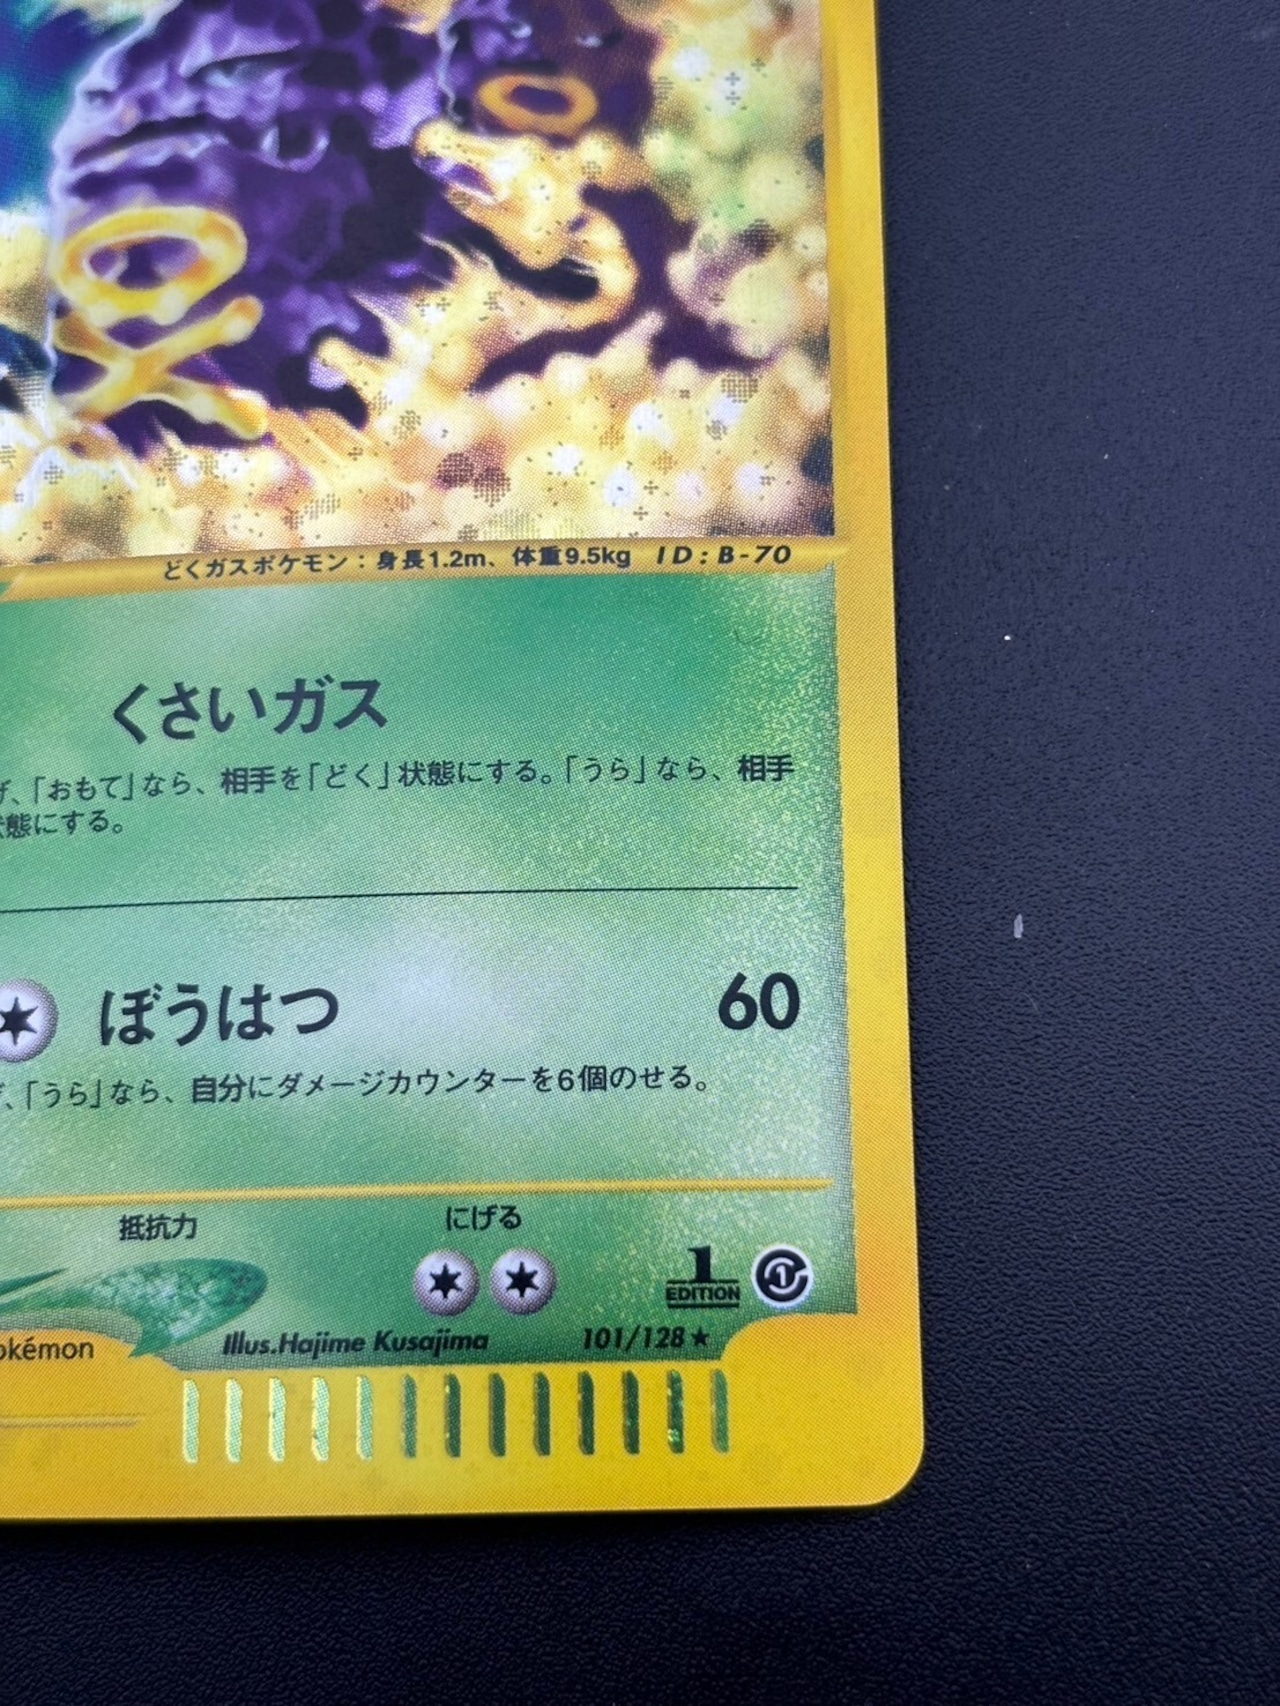 どくガスポケモン：身長1.2m、体重9.5kg ID:B-70
くさいガス
、「おもて」なら、相手を「どく」状態にする。「うら」なら、相手
態にする。
ぼうはつ 60
、「うら」なら、自分にダメージカウンターを6個のせる。
抵抗力 にげる
1 EDITION 1
okémon Illus.Hajime Kusajima 101/128★